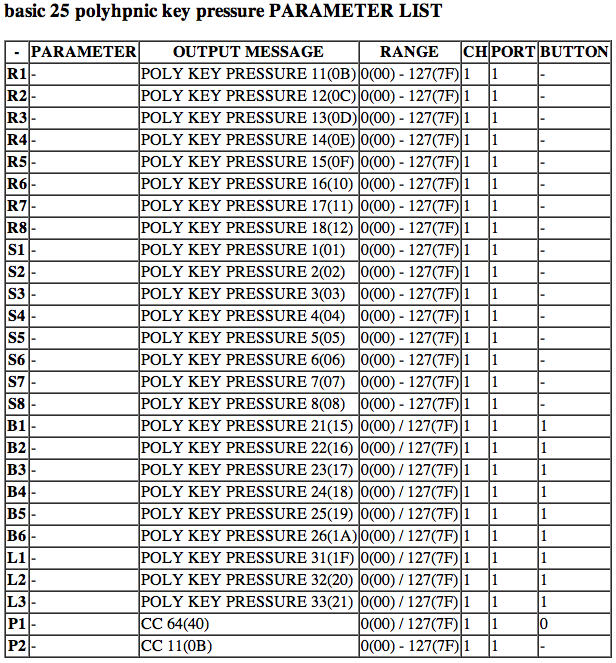 basic 25 polyhpnic key pressure PARAMETER LIST
- PARAMETER OUTPUT MESSAGE RANGE CH PORT BUTTON
R1 - POLY KEY PRESSURE 11(0B) 0(00) - 127(7F) 1 1 -
R2 - POLY KEY PRESSURE 12(0C) 0(00) - 127(7F) 1 1 -
R3 - POLY KEY PRESSURE 13(0D) 0(00) - 127(7F) 1 1 -
R4 - POLY KEY PRESSURE 14(0E) 0(00) - 127(7F) 1 1 -
R5 - POLY KEY PRESSURE 15(0F) 0(00) - 127(7F) 1 1 -
R6 - POLY KEY PRESSURE 16(10) 0(00) - 127(7F) 1 1 -
R7 - POLY KEY PRESSURE 17(11) 0(00) - 127(7F) 1 1 -
R8 - POLY KEY PRESSURE 18(12) 0(00) - 127(7F) 1 1 -
S1 - POLY KEY PRESSURE 1(01) 0(00) - 127(7F) 1 1 -
S2 - POLY KEY PRESSURE 2(02) 0(00) - 127(7F) 1 1 -
S3 - POLY KEY PRESSURE 3(03) 0(00) - 127(7F) 1 1 -
S4 - POLY KEY PRESSURE 4(04) 0(00) - 127(7F) 1 1 -
S5 - POLY KEY PRESSURE 5(05) 0(00) - 127(7F) 1 1 -
S6 - POLY KEY PRESSURE 6(06) 0(00) - 127(7F) 1 1 -
S7 - POLY KEY PRESSURE 7(07) 0(00) - 127(7F) 1 1 -
S8 - POLY KEY PRESSURE 8(08) 0(00) - 127(7F) 1 1 -
B1 - POLY KEY PRESSURE 21(15) 0(00) / 127(7F) 1 1 1
B2 - POLY KEY PRESSURE 22(16) 0(00) / 127(7F) 1 1 1
B3 - POLY KEY PRESSURE 23(17) 0(00) / 127(7F) 1 1 1
B4 - POLY KEY PRESSURE 24(18) 0(00) / 127(7F) 1 1 1
B5 - POLY KEY PRESSURE 25(19) 0(00) / 127(7F) 1 1 1
B6 - POLY KEY PRESSURE 26(1A) 0(00) / 127(7F) 1 1 1
L1 - POLY KEY PRESSURE 31(1F) 0(00) / 127(7F) 1 1 1
L2 - POLY KEY PRESSURE 32(20) 0(00) / 127(7F) 1 1 1
L3 - POLY KEY PRESSURE 33(21) 0(00) / 127(7F) 1 1 1
P1 - CC 64(40) 0(00) / 127(7F) 1 1 0
P2 - CC 11(0B) 0(00) - 127(7F) 1 1 -